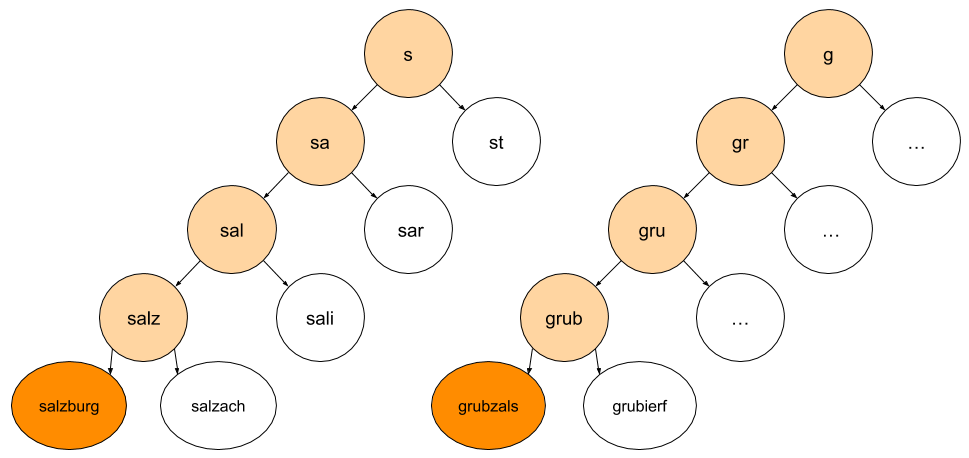 s
g
sa
st
gr
...
sal
sar
gru
...
salz
sali
grub
...
salzburg
salzach
grubzals
grubierf